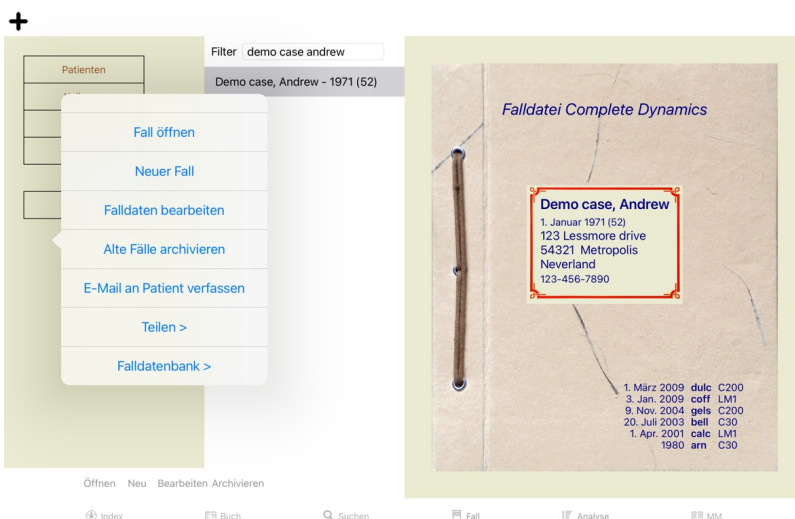 Filter demo case andrew
Patienten
Demo case, Andrew - 1971 (52)
Fall öffnen
Neuer Fall
Falldaten bearbeiten
Alte Fälle archivieren
E-Mail an Patient verfassen
Teilen >
Falldatenbank >
Falldatei Complete Dynamics
Demo case, Andrew
1. Januar 1971 (52)
123 Lessmore drive
54321 Metropolis
Neverland
123-456-7890
1. März 2009 dulc C200
3. Jan. 2009 coff LM1
9. Nov. 2004 gels C200
20. Juli 2003 bell C30
1. Apr. 2001 calc LM1
1980 arn C30
Öffnen Neu Bearbeiten Archivieren
Index Buch Suchen Fall Analyse MM